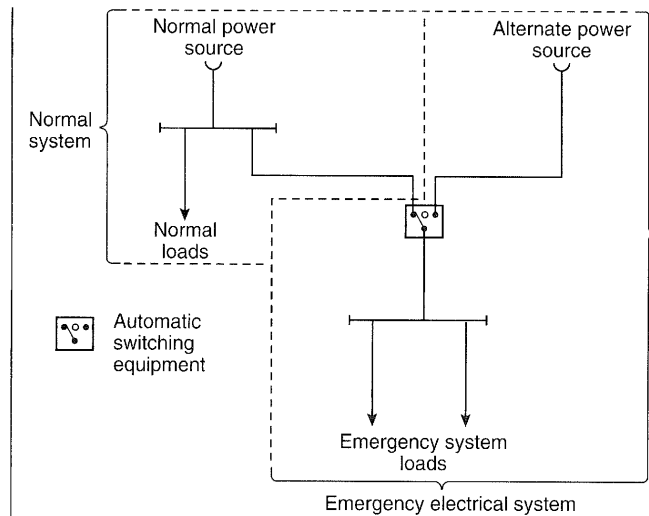 Normal power
source
Alternate power
source
Normal
system
Normal
loads
Automatic
switching
equipment
Emergency system
loads
Emergency electrical system